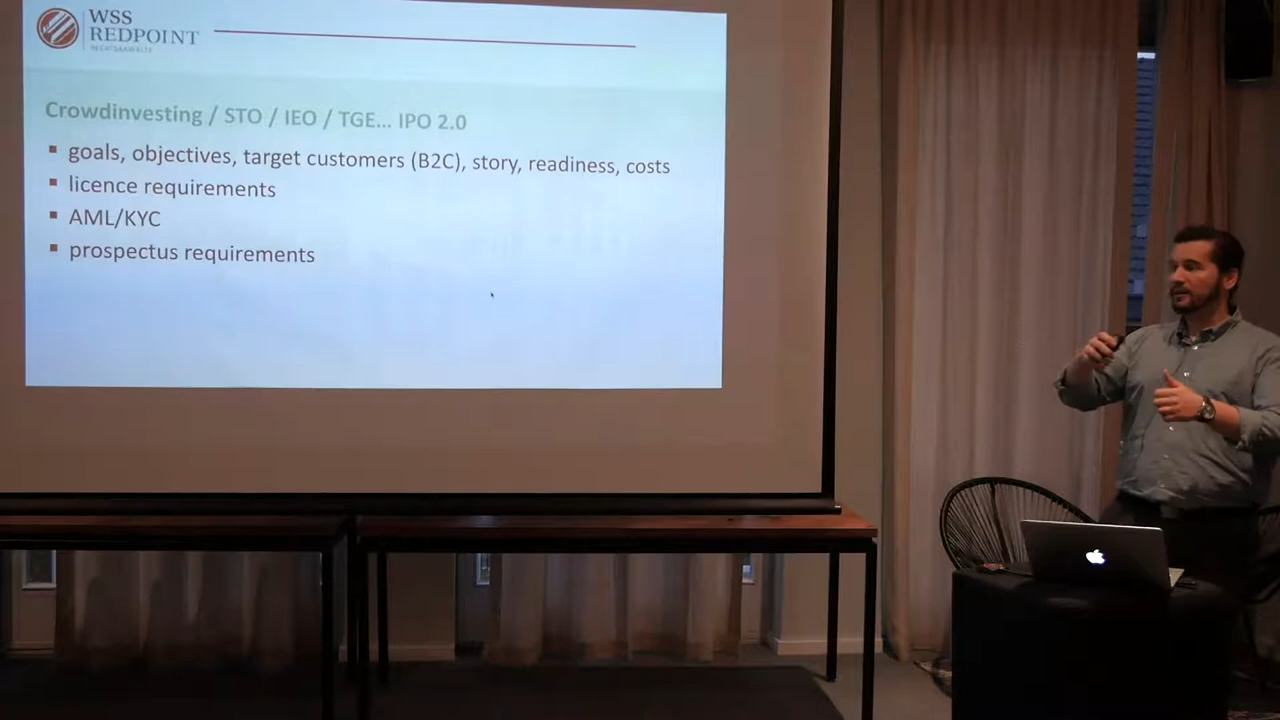 WSS
REDPOINT
RECHTSANWÄLTE
Crowdinvesting / STO / IEO / TGE... IPO 2.0
goals, objectives, target customers (B2C), story, readiness, costs
licence requirements
AML/KYC
prospectus requirements